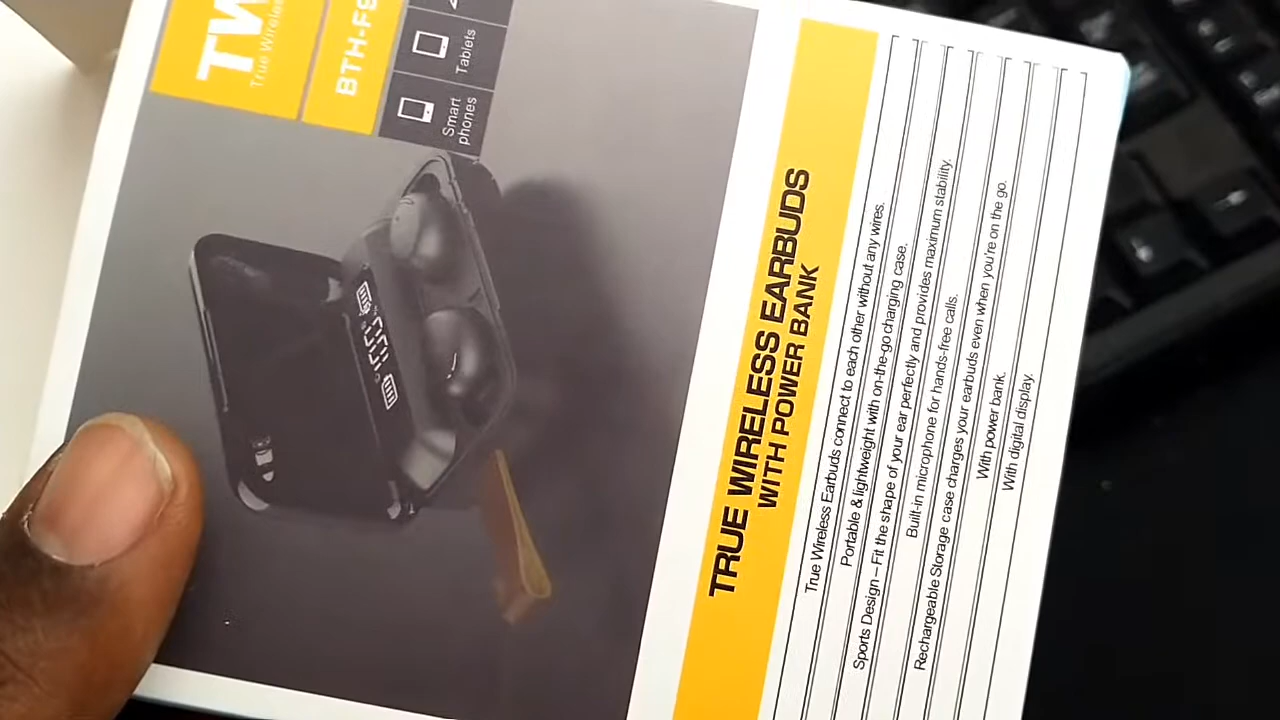 True Wireless
Tablets
Smart
phones
TRUE WIRELESS EARBUDS
WITH POWER BANK
True Wireless Earbuds connect to each other without any wires.
Portable & lightweight with on-the-go charging case.
Sports Design – Fit the shape of your ear perfectly and provides maximum stability.
Built-in microphone for hands-free calls.
Rechargeable Storage case charges your earbuds even when you're on the go.
With power bank.
With digital display.